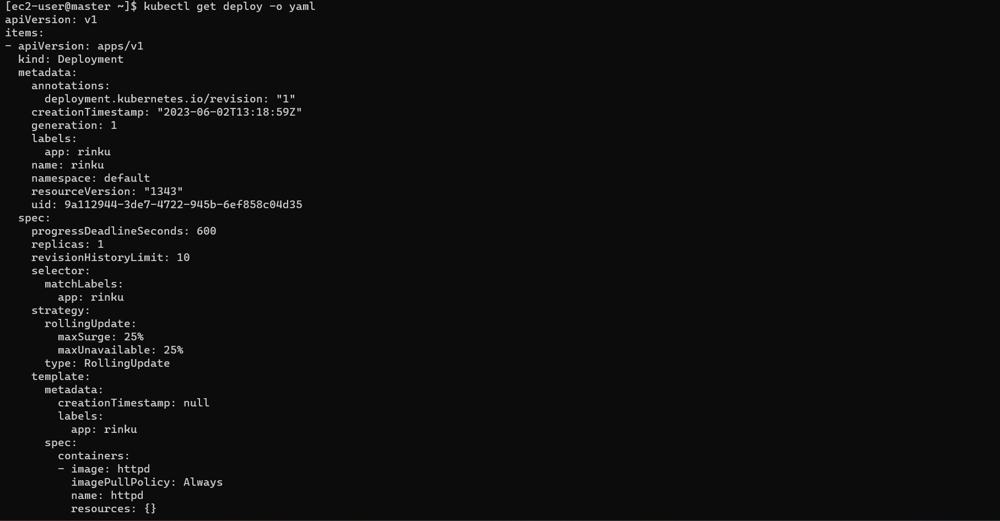 [ec2-user@master ~]$ kubectl get deploy -o yaml
apiVersion: v1
items:
- apiVersion: apps/v1
  kind: Deployment
  metadata:
    annotations:
      deployment.kubernetes.io/revision: "1"
    creationTimestamp: "2023-06-02T13:18:59Z"
    generation: 1
    labels:
      app: rinku
    name: rinku
    namespace: default
    resourceVersion: "1343"
    uid: 9a112944-3de7-4722-945b-6ef858c04d35
  spec:
    progressDeadlineSeconds: 600
    replicas: 1
    revisionHistoryLimit: 10
    selector:
      matchLabels:
        app: rinku
    strategy:
      rollingUpdate:
        maxSurge: 25%
        maxUnavailable: 25%
      type: RollingUpdate
    template:
      metadata:
        creationTimestamp: null
        labels:
          app: rinku
      spec:
        containers:
        - image: httpd
          imagePullPolicy: Always
          name: httpd
          resources: {}